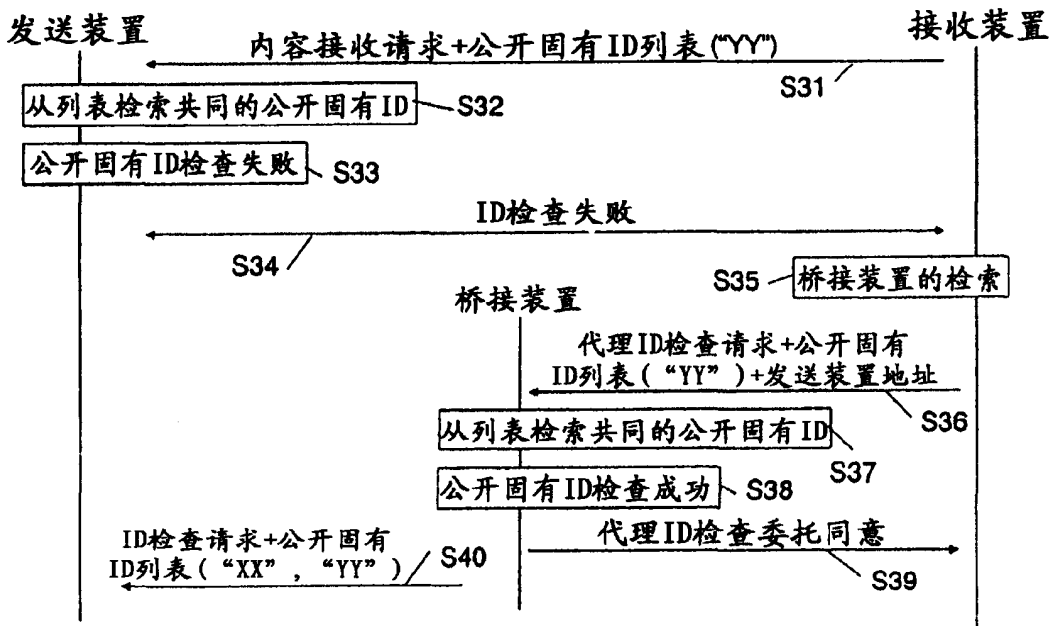 发送装置
接收装置
内容接收请求+公开固有ID列表("YY")
S31
从列表检索共同的公开固有ID
S32
公开固有ID检查失败
S33
ID检查失败
S34
S35
桥接装置的检索
桥接装置
代理ID检查请求+公开固有
ID列表(“YY”)+发送装置地址
S36
从列表检索共同的公开固有ID
S37
公开固有ID检查成功
S38
代理ID检查委托同意
S39
ID检查请求+公开固有
ID列表(“XX”, “YY”)
S40